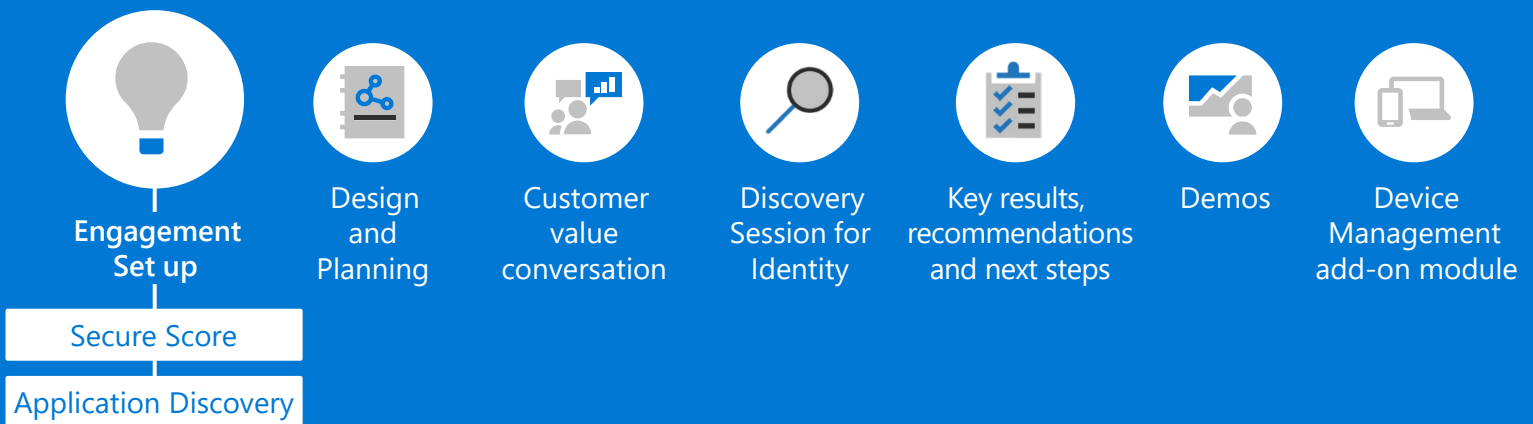 Engagement
Set up
Secure Score
Application Discovery
Design
and
Planning
Customer
value
conversation
Discovery
Session for
Identity
Key results,
recommendations
and next steps
Demos
Device
Management
add-on module